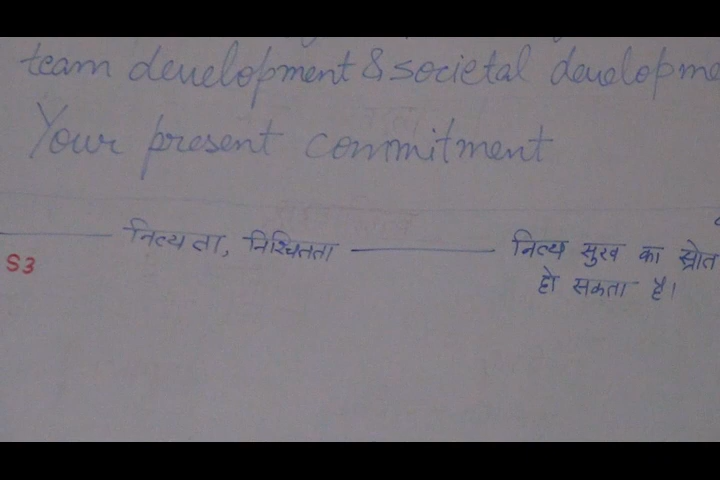 team development & societal developme
Your present commitment
नित्यता, निश्चितता — नित्य सुख का स्रोत
S3
हो सकता है।